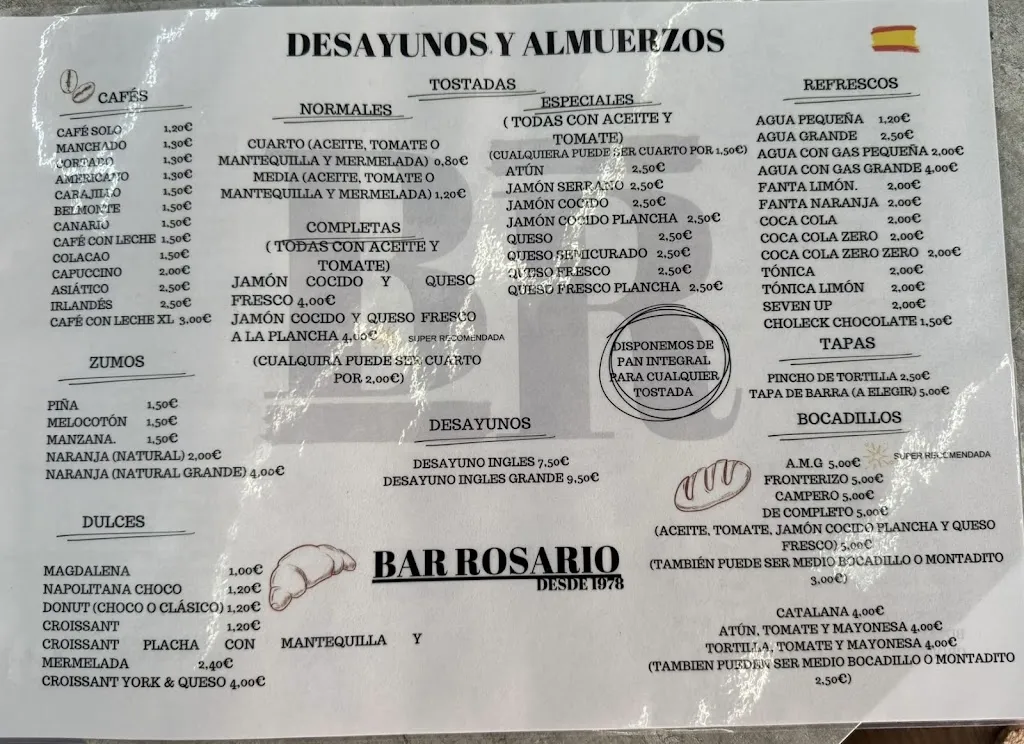 DESAYUNOS Y ALMUERZOS
CAFÉS
CAFÉ SOLO 1,20€
MANCHADO 1,30€
CORTADO 1,30€
AMERICANO 1,30€
CARAJILLO 1,50€
BELMONTE 1,50€
CANARIO 1,50€
CAFÉ CON LECHE 1,50€
COLACAO 1,50€
CAPUCCINO 2,00€
ASIÁTICO 2,50€
IRLANDÉS 2,50€
CAFÉ CON LECHE XL 3,00€
ZUMOS
PIÑA 1,50€
MELOCOTÓN 1,50€
MANZANA. 1,50€
NARANJA (NATURAL) 2,00€
NARANJA (NATURAL GRANDE) 4,00€
DULCES
MAGDALENA 1,00€
NAPOLITANA CHOCO 1,20€
DONUT (CHOCO O CLÁSICO) 1,20€
CROISSANT 1,20€
CROISSANT PLACHA CON MANTEQUILLA Y
MERMELADA 2,40€
CROISSANT YORK & QUESO 4,00€
TOSTADAS
NORMALES
CUARTO (ACEITE, TOMATE O
MANTEQUILLA Y MERMELADA) 0,80€
MEDIA (ACEITE, TOMATE O
MANTEQUILLA Y MERMELADA) 1,20€
COMPLETAS
( TODAS CON ACEITE Y
TOMATE)
JAMÓN COCIDO Y QUESO
FRESCO 4,00€
JAMÓN COCIDO Y QUESO FRESCO
A LA PLANCHA 4,00€ SUPER RECOMENDADA
(CUALQUIRA PUEDE SER CUARTO
POR 2,00€)
ESPECIALES
( TODAS CON ACEITE Y
TOMATE)
(CUALQUIERA PUEDE SER CUARTO POR 1,50€)
ATÚN 2,50€
JAMÓN SERRANO 2,50€
JAMÓN COCIDO 2,50€
JAMÓN COCIDO PLANCHA 2,50€
QUESO 2,50€
QUESO SEMICURADO 2,50€
QUESO FRESCO 2,50€
QUESO FRESCO PLANCHA 2,50€
DISPONEMOS DE
PAN INTEGRAL
PARA CUALQUIER
TOSTADA
DESAYUNOS
DESAYUNO INGLES 7,50€
DESAYUNO INGLES GRANDE 9,50€
BR
BAR ROSARIO
DESDE 1978
REFRESCOS
AGUA PEQUEÑA 1,20€
AGUA GRANDE 2,50€
AGUA CON GAS PEQUEÑA 2,00€
AGUA CON GAS GRANDE 4,00€
FANTA LIMÓN. 2,00€
FANTA NARANJA 2,00€
COCA COLA 2,00€
COCA COLA ZERO 2,00€
COCA COLA ZERO ZERO 2,00€
TÓNICA 2,00€
TÓNICA LIMÓN 2,00€
SEVEN UP 2,00€
CHOLECK CHOCOLATE 1,50€
TAPAS
PINCHO DE TORTILLA 2,50€
TAPA DE BARRA (A ELEGIR) 5,00€
BOCADILLOS
A.M.G 5,00€ SUPER RECOMENDADA
FRONTERIZO 5,00€
CAMPERO 5,00€
DE COMPLETO 5,00€
(ACEITE, TOMATE, JAMÓN COCIDO PLANCHA Y QUESO
FRESCO) 5,00€
(TAMBIÉN PUEDE SER MEDIO BOCADILLO O MONTADITO
3,00€)
CATALANA 4,00€
ATÚN, TOMATE Y MAYONESA 4,00€
TORTILLA, TOMATE Y MAYONESA 4,00€
(TAMBIEN PUEDEN SER MEDIO BOCADILLO O MONTADITO
2,50€)